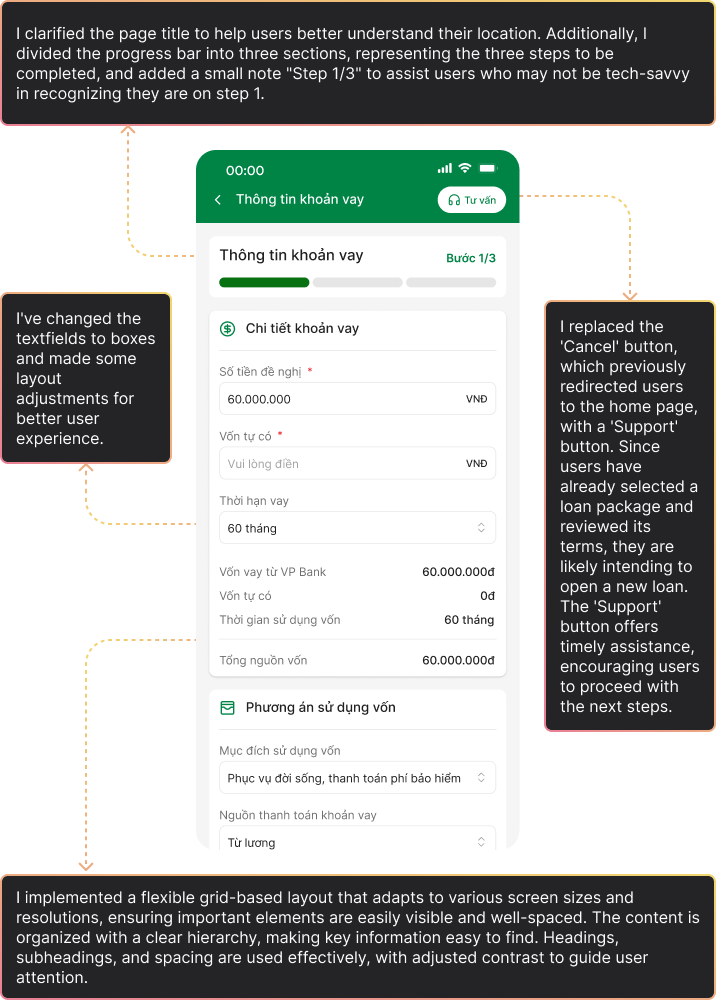 I clarified the page title to help users better understand their location. Additionally, I
divided the progress bar into three sections, representing the three steps to be
completed, and added a small note "Step 1/3" to assist users who may not be tech-savvy
in recognizing they are on step 1.
00:00
Thông tin khoản vay
Tư vấn
Thông tin khoản vay
Bước 1/3
I've changed the
textfields to boxes
and made some
layout
adjustments for
better user
experience.
Chi tiết khoản vay
Số tiền đề nghị *
60.000.000 VNĐ
Vốn tự có *
Vui lòng điền VNĐ
Thời hạn vay
60 tháng
Vốn vay từ VP Bank 60.000.000đ
Vốn tự có 0đ
Thời gian sử dụng vốn 60 tháng
Tổng nguồn vốn 60.000.000đ
Phương án sử dụng vốn
Mục đích sử dụng vốn
Phục vụ đời sống, thanh toán phí bảo hiểm
Nguồn thanh toán khoản vay
Từ lương
I replaced the
'Cancel' button,
which previously
redirected users
to the home page,
with a 'Support'
button. Since
users have
already selected a
loan package and
reviewed its
terms, they are
likely intending to
open a new loan.
The 'Support'
button offers
timely assistance,
encouraging users
to proceed with
the next steps.
I implemented a flexible grid-based layout that adapts to various screen sizes and
resolutions, ensuring important elements are easily visible and well-spaced. The content is
organized with a clear hierarchy, making key information easy to find. Headings,
subheadings, and spacing are used effectively, with adjusted contrast to guide user
attention.